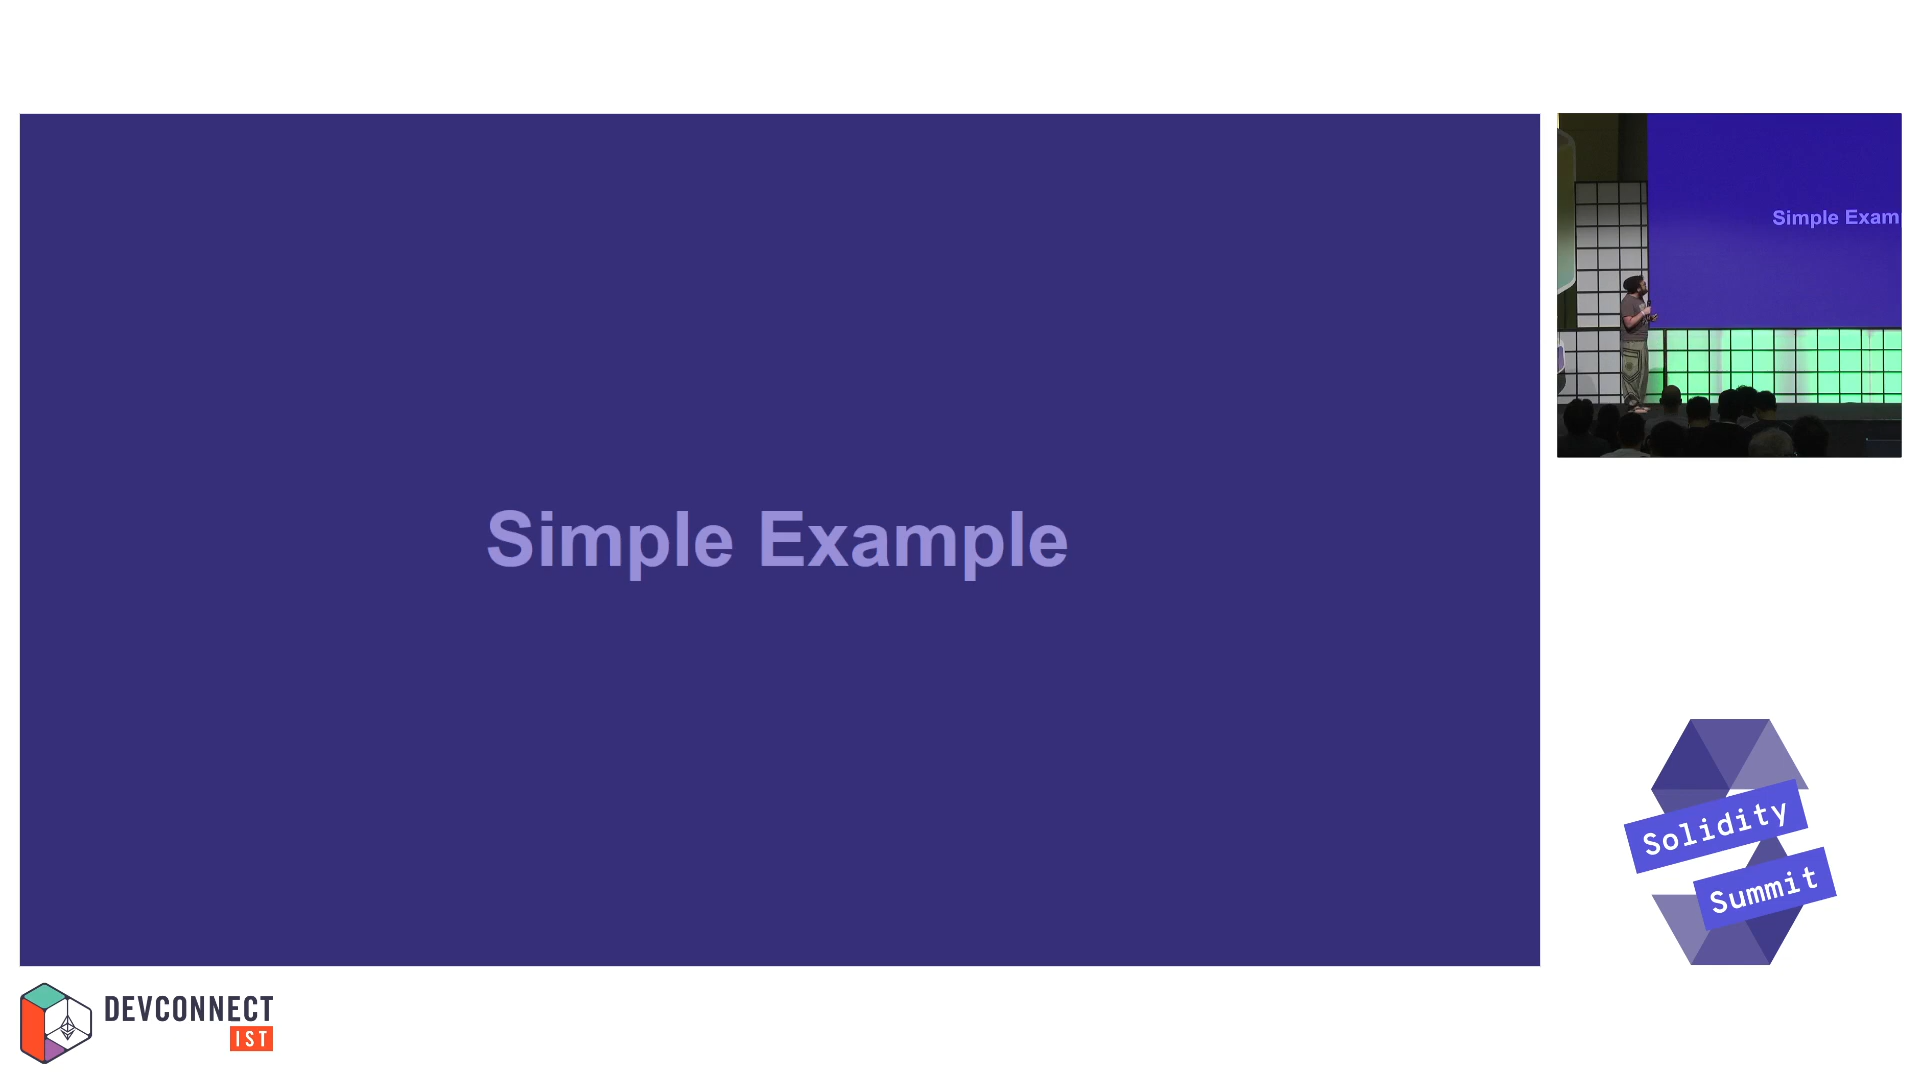 Simple Example
Simple Exam
Solidity
Summit
DEVCONNECT
IST